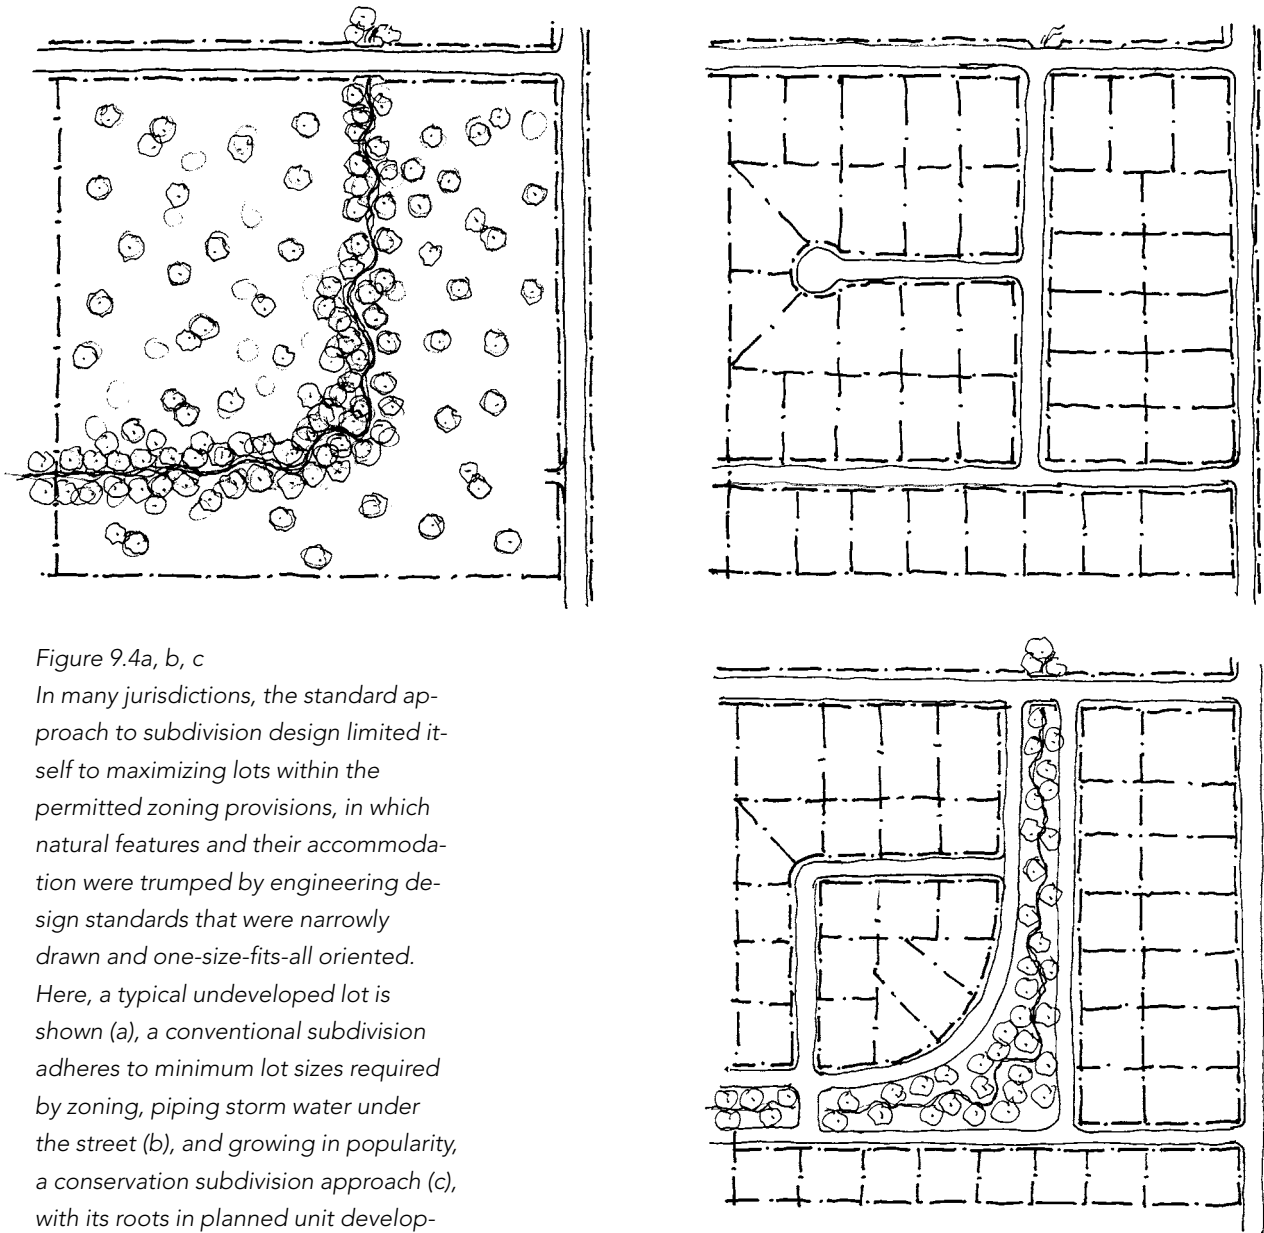 Figure 9.4a, b, c
In many jurisdictions, the standard ap-
proach to subdivision design limited it-
self to maximizing lots within the
permitted zoning provisions, in which
natural features and their accommoda-
tion were trumped by engineering de-
sign standards that were narrowly
drawn and one-size-fits-all oriented.
Here, a typical undeveloped lot is
shown (a), a conventional subdivision
adheres to minimum lot sizes required
by zoning, piping storm water under
the street (b), and growing in popularity,
a conservation subdivision approach (c),
with its roots in planned unit develop-